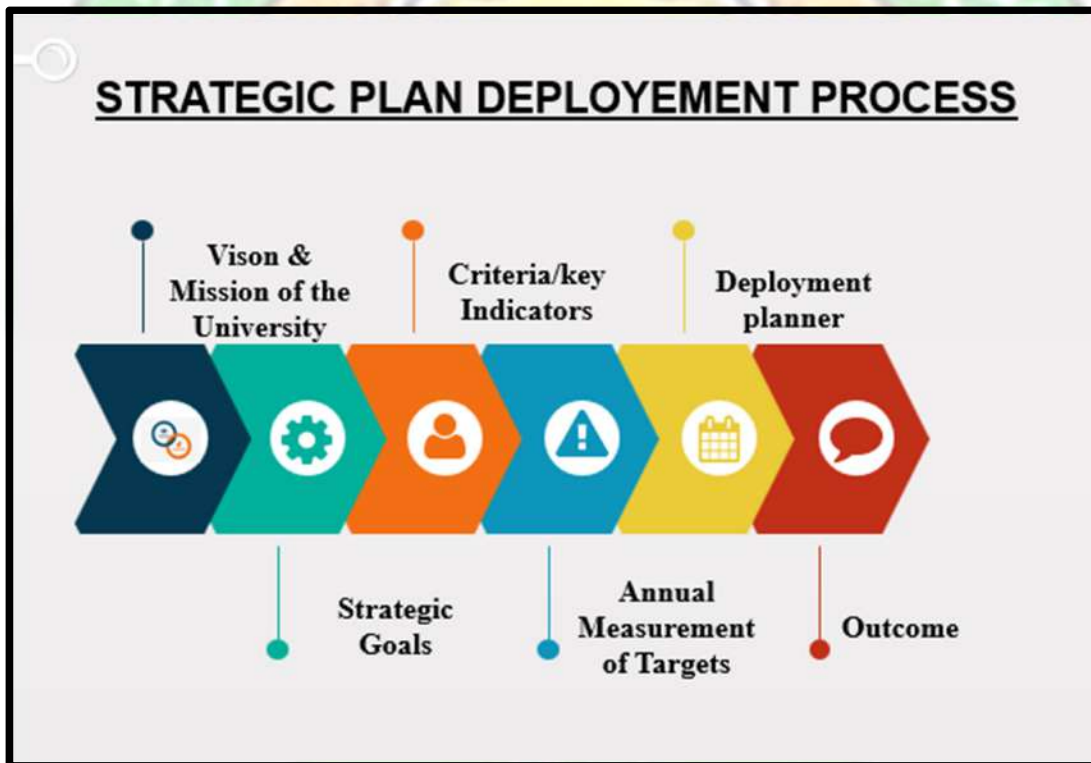 STRATEGIC PLAN DEPLOYEMENT PROCESS
Vison &
Mission of the
University
Strategic
Goals
Criteria/key
Indicators
Annual
Measurement
of Targets
Deployment
planner
Outcome